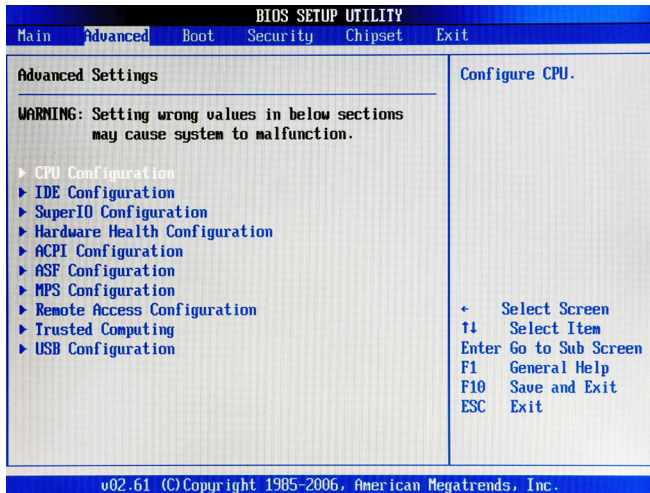 BIOS SETUP UTILITY
Main Advanced Boot Security Chipset Exit
Advanced Settings
WARNING: Setting wrong values in below sections
may cause system to malfunction.
CPU Configuration
IDE Configuration
SuperIO Configuration
Hardware Health Configuration
ACPI Configuration
ASF Configuration
MPS Configuration
Remote Access Configuration
Trusted Computing
USB Configuration
Configure CPU.
← Select Screen
↑↓ Select Item
Enter Go to Sub Screen
F1 General Help
F10 Save and Exit
ESC Exit
v02.61 (C)Copyright 1985-2006, American Megatrends, Inc.